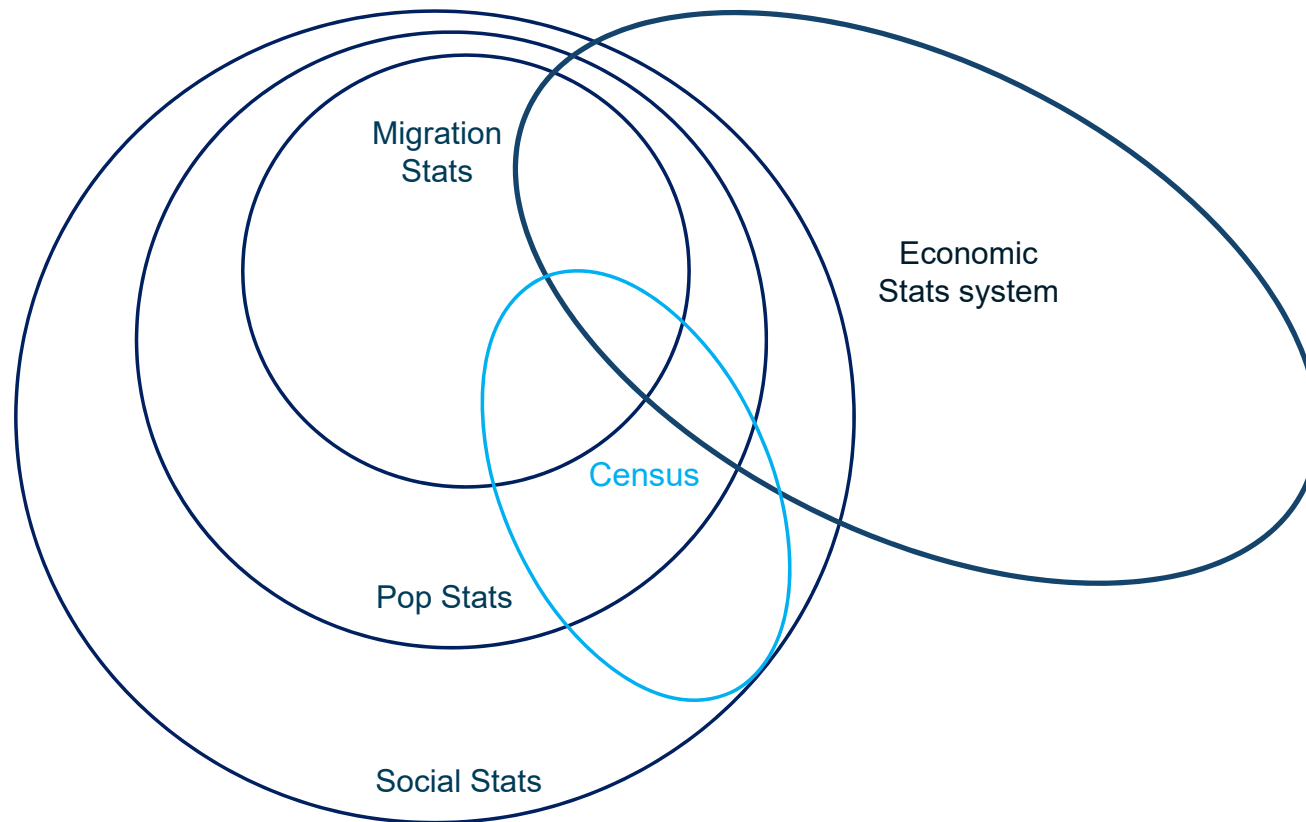 Migration
Stats
Economic
Stats system
Census
Pop Stats
Social Stats